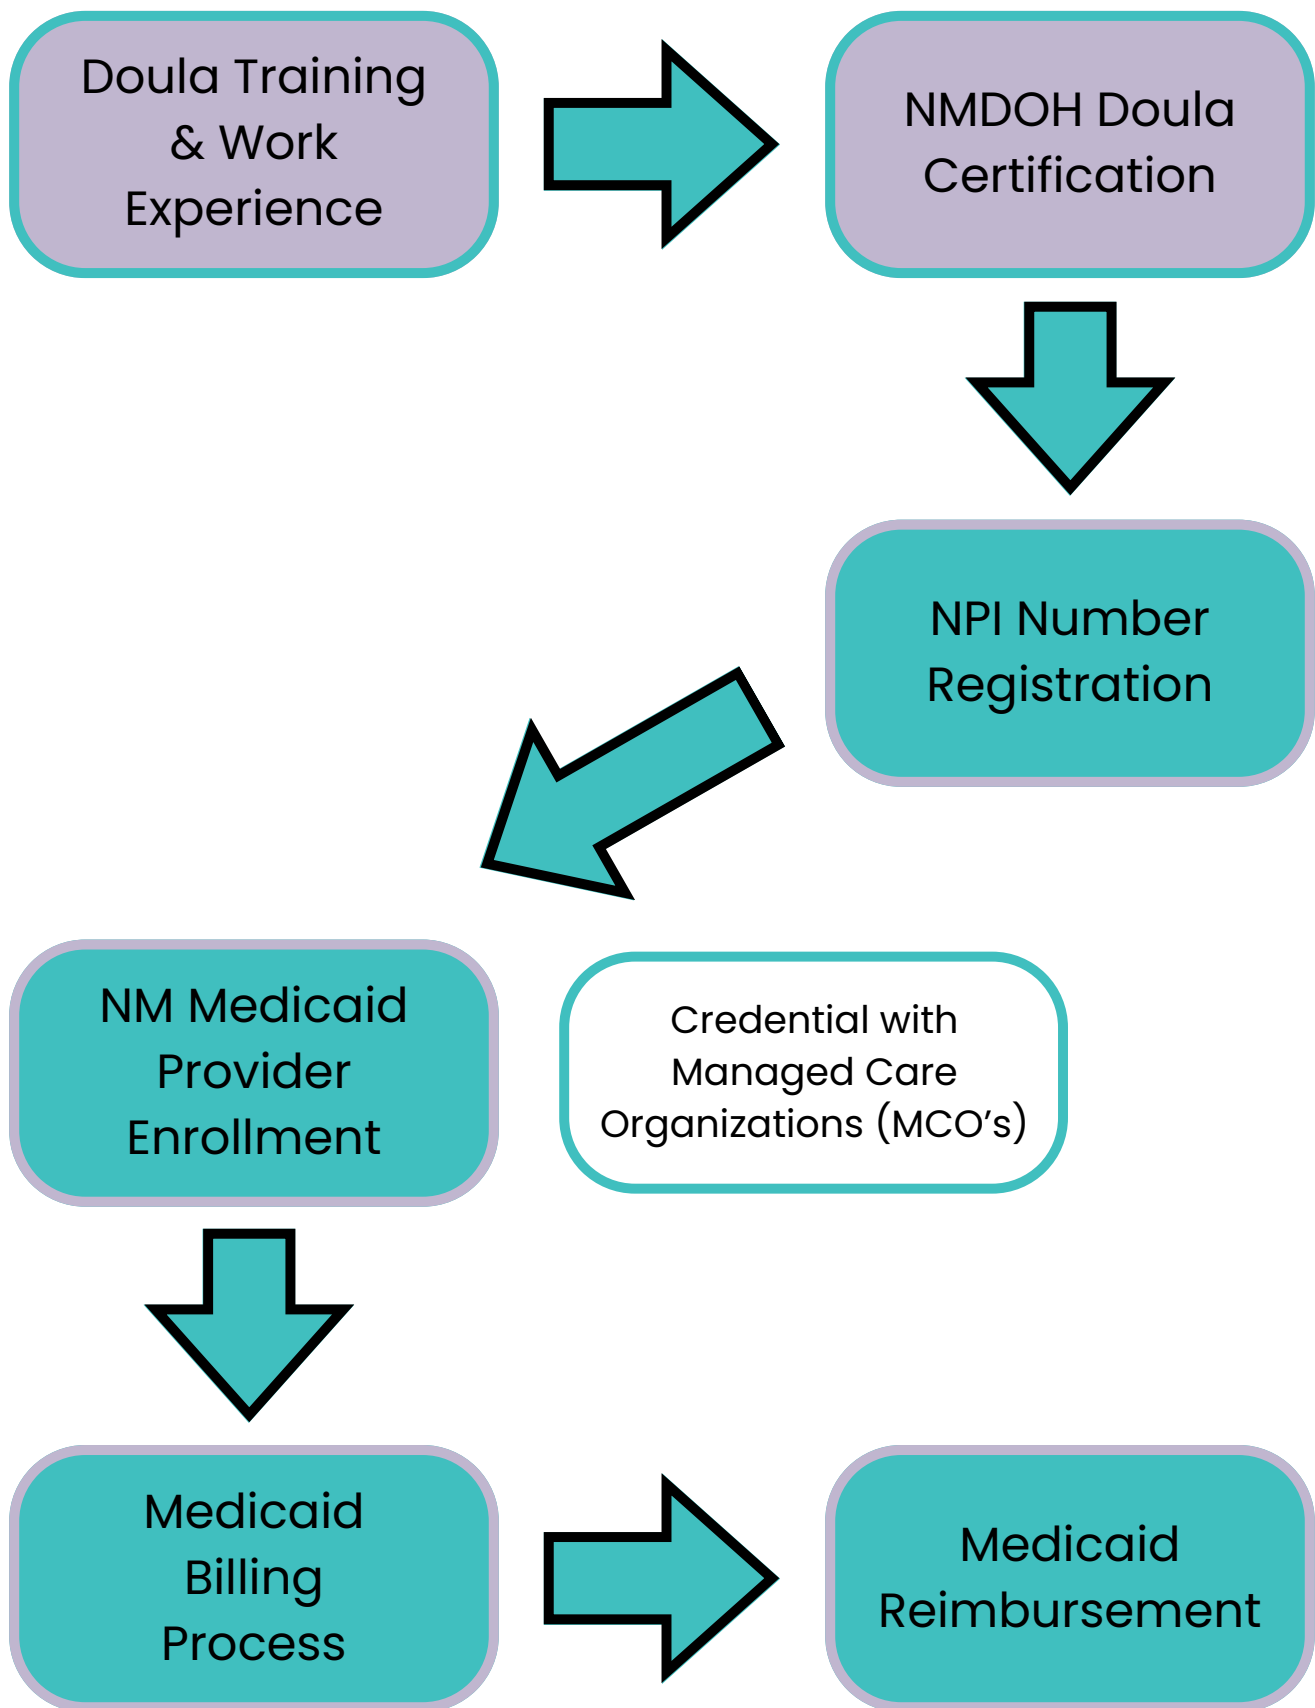 Doula Training
& Work
Experience
NMDOH Doula
Certification
NPI Number
Registration
NM Medicaid
Provider
Enrollment
Credential with
Managed Care
Organizations (MCO’s)
Medicaid
Billing
Process
Medicaid
Reimbursement